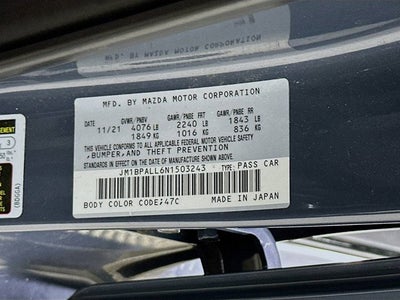 MFD. BY MAZDA MOTOR CORPORATION
GVWR/PNBV GAWR/PNBE FRT GAWR/PNBE RR
11/21 4076 LB 2240 LB 1843 LB
1849 KG 1016 KG 836 KG
THIS VEHICLE CONFORMS TO ALL APPLICABLE FEDERAL MOTOR VEHICLE SAFETY
,BUMPER,AND THEFT PREVENTION
STANDARDS IN EFFECT ON THE DATE OF MANUFACTURE SHOWN ABOVE.
JM1BPALL6N1503243 TYPE: PASS CAR
BODY COLOR CODE:47C MADE IN JAPAN
(BDGGA)
3